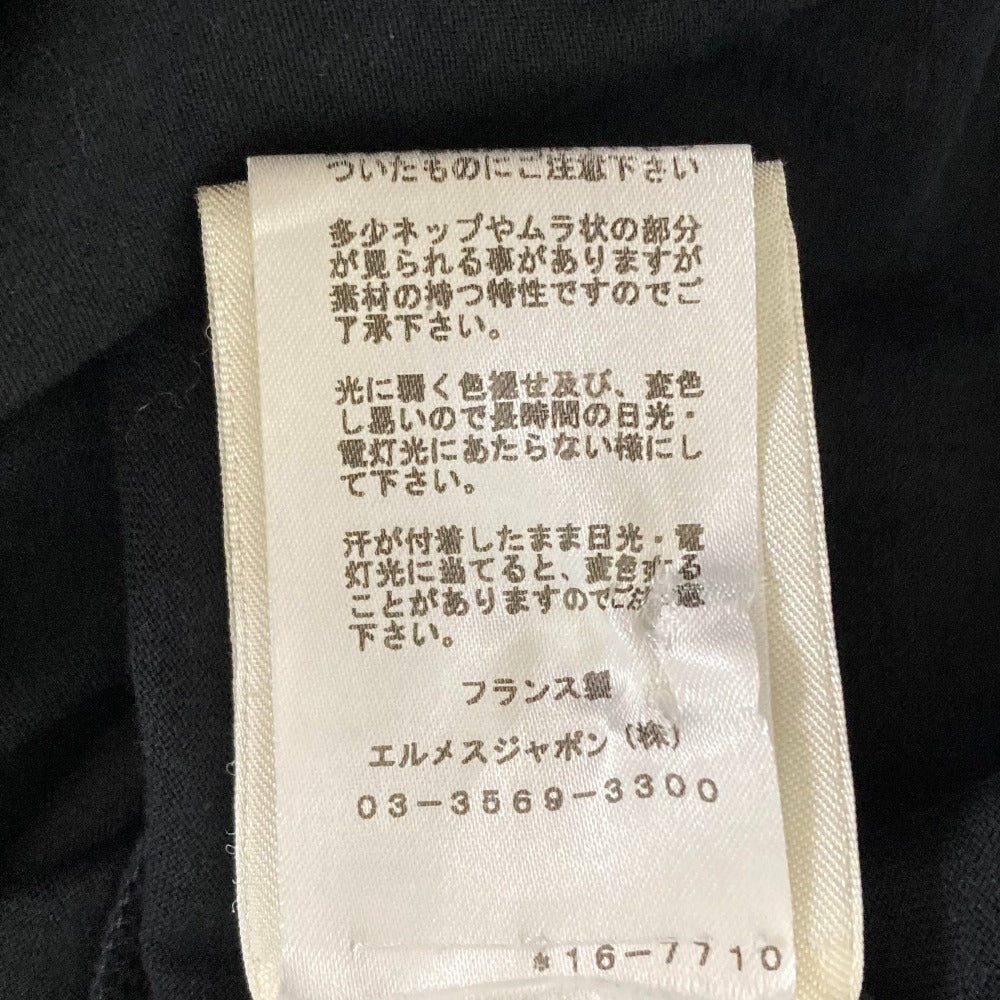 ついたものにご注意下さい
多少ネップやムラ状の部分
が見られる事がありますが
素材の持つ特性ですのでご
了承下さい。
光に弱く色褪せ及び、変色
し易いので長時間の日光・
電灯光にあたらない様にし
て下さい。
汗が付着したまま日光・電
灯光に当てると、変色する
ことがありますのでご注意
下さい。
フランス製
エルメスジャポン(株)
03-3569-3300
*16-7710